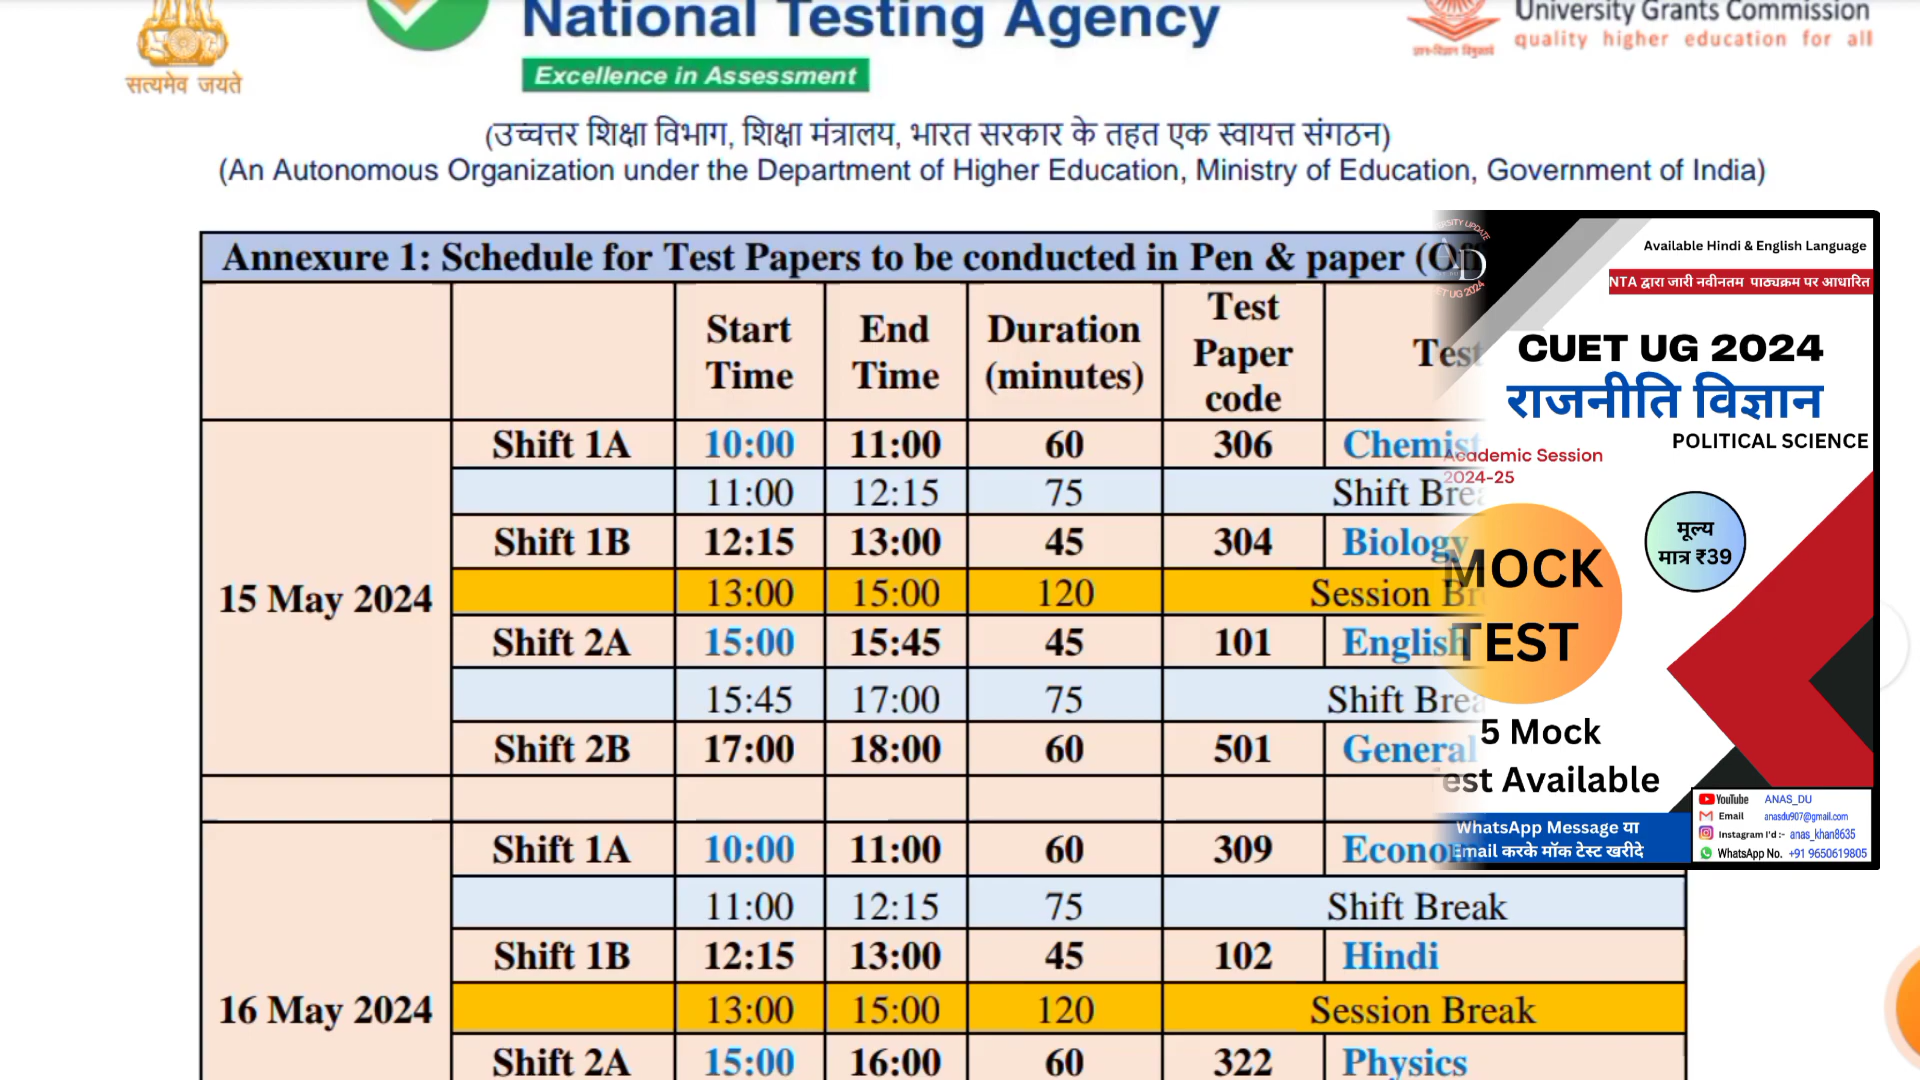 National Testing Agency
Excellence in Assessment
सत्यमेव जयते
University Grants Commission
quality higher education for all
(उच्चत्तर शिक्षा विभाग, शिक्षा मंत्रालय, भारत सरकार के तहत एक स्वायत्त संगठन)
(An Autonomous Organization under the Department of Higher Education, Ministry of Education, Government of India)
Annexure 1: Schedule for Test Papers to be conducted in Pen & paper
Start Time End Time Duration (minutes) Test Paper code Test
15 May 2024
Shift 1A 10:00 11:00 60 306
11:00 12:15 75 Shift
Shift 1B 12:15 13:00 45 304 Biology
13:00 15:00 120 Session
Shift 2A 15:00 15:45 45 101 English
15:45 17:00 75 Shift
Shift 2B 17:00 18:00 60 501 General
16 May 2024
Shift 1A 10:00 11:00 60 309
11:00 12:15 75 Shift Break
Shift 1B 12:15 13:00 45 102 Hindi
13:00 15:00 120 Session Break
Shift 2A 15:00 16:00 60 322 Physics
Available Hindi & English Language
NTA द्वारा जारी नवीनतम पाठ्यक्रम पर आधारित
CUET UG 2024
राजनीति विज्ञान
POLITICAL SCIENCE
Academic Session
2024-25
मूल्य
मात्र ₹39
MOCK
TEST
5 Mock
est Available
WhatsApp Message या
Email करके मॉक टेस्ट खरीदे
YouTube ANAS_DU
Email anasdu907@gmail.com
Instagram I'd :- anas_khan8635
WhatsApp No. +91 9650619805